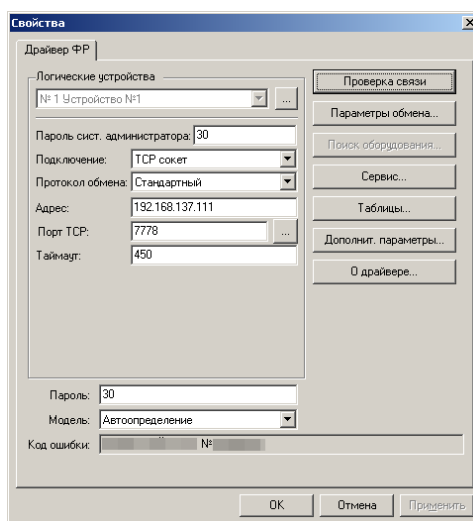 Свойства
Драйвер ФР
Логические устройства
№ 1 Устройство №1
...
Пароль сист. администратора: 30
Подключение: TCP сокет
Протокол обмена: Стандартный
Адрес: 192.168.137.111
Порт TCP: 7778 ...
Таймаут: 450
Проверка связи
Параметры обмена...
Поиск оборудования...
Сервис...
Таблицы...
Дополнит. параметры...
О драйвере...
Пароль: 30
Модель: Автоопределение
Код ошибки: №
OK Отмена Применить